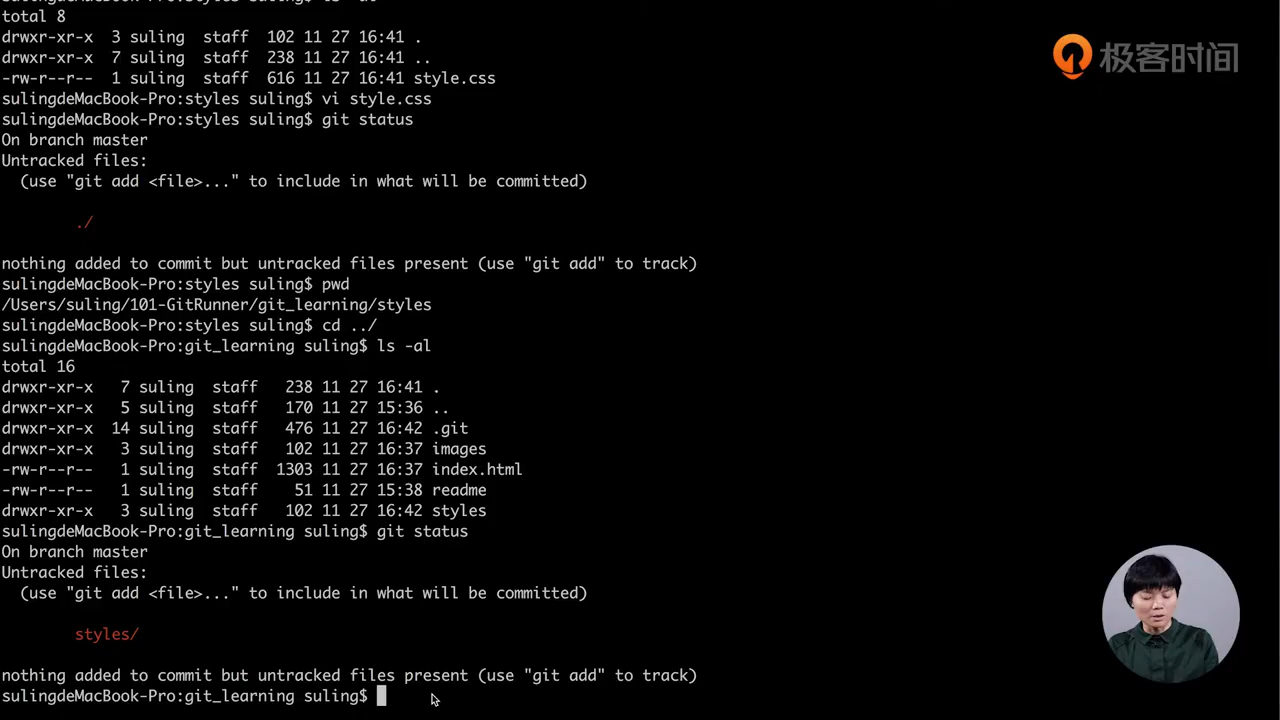 total 8
drwxr-xr-x  3 suling  staff  102 11 27 16:41 .
drwxr-xr-x  7 suling  staff  238 11 27 16:41 ..
-rw-r--r--  1 suling  staff  616 11 27 16:41 style.css
sulingdeMacBook-Pro:styles suling$ vi style.css
sulingdeMacBook-Pro:styles suling$ git status
On branch master
Untracked files:
  (use "git add <file>..." to include in what will be committed)
./
nothing added to commit but untracked files present (use "git add" to track)
sulingdeMacBook-Pro:styles suling$ pwd
/Users/suling/101-GitRunner/git_learning/styles
sulingdeMacBook-Pro:styles suling$ cd ../
sulingdeMacBook-Pro:git_learning suling$ ls -al
total 16
drwxr-xr-x   7 suling  staff   238 11 27 16:41 .
drwxr-xr-x   5 suling  staff   170 11 27 15:36 ..
drwxr-xr-x  14 suling  staff   476 11 27 16:42 .git
drwxr-xr-x   3 suling  staff   102 11 27 16:37 images
-rw-r--r--   1 suling  staff  1303 11 27 16:37 index.html
-rw-r--r--   1 suling  staff    51 11 27 15:38 readme
drwxr-xr-x   3 suling  staff   102 11 27 16:42 styles
sulingdeMacBook-Pro:git_learning suling$ git status
On branch master
Untracked files:
  (use "git add <file>..." to include in what will be committed)
styles/
nothing added to commit but untracked files present (use "git add" to track)
sulingdeMacBook-Pro:git_learning suling$
极客时间